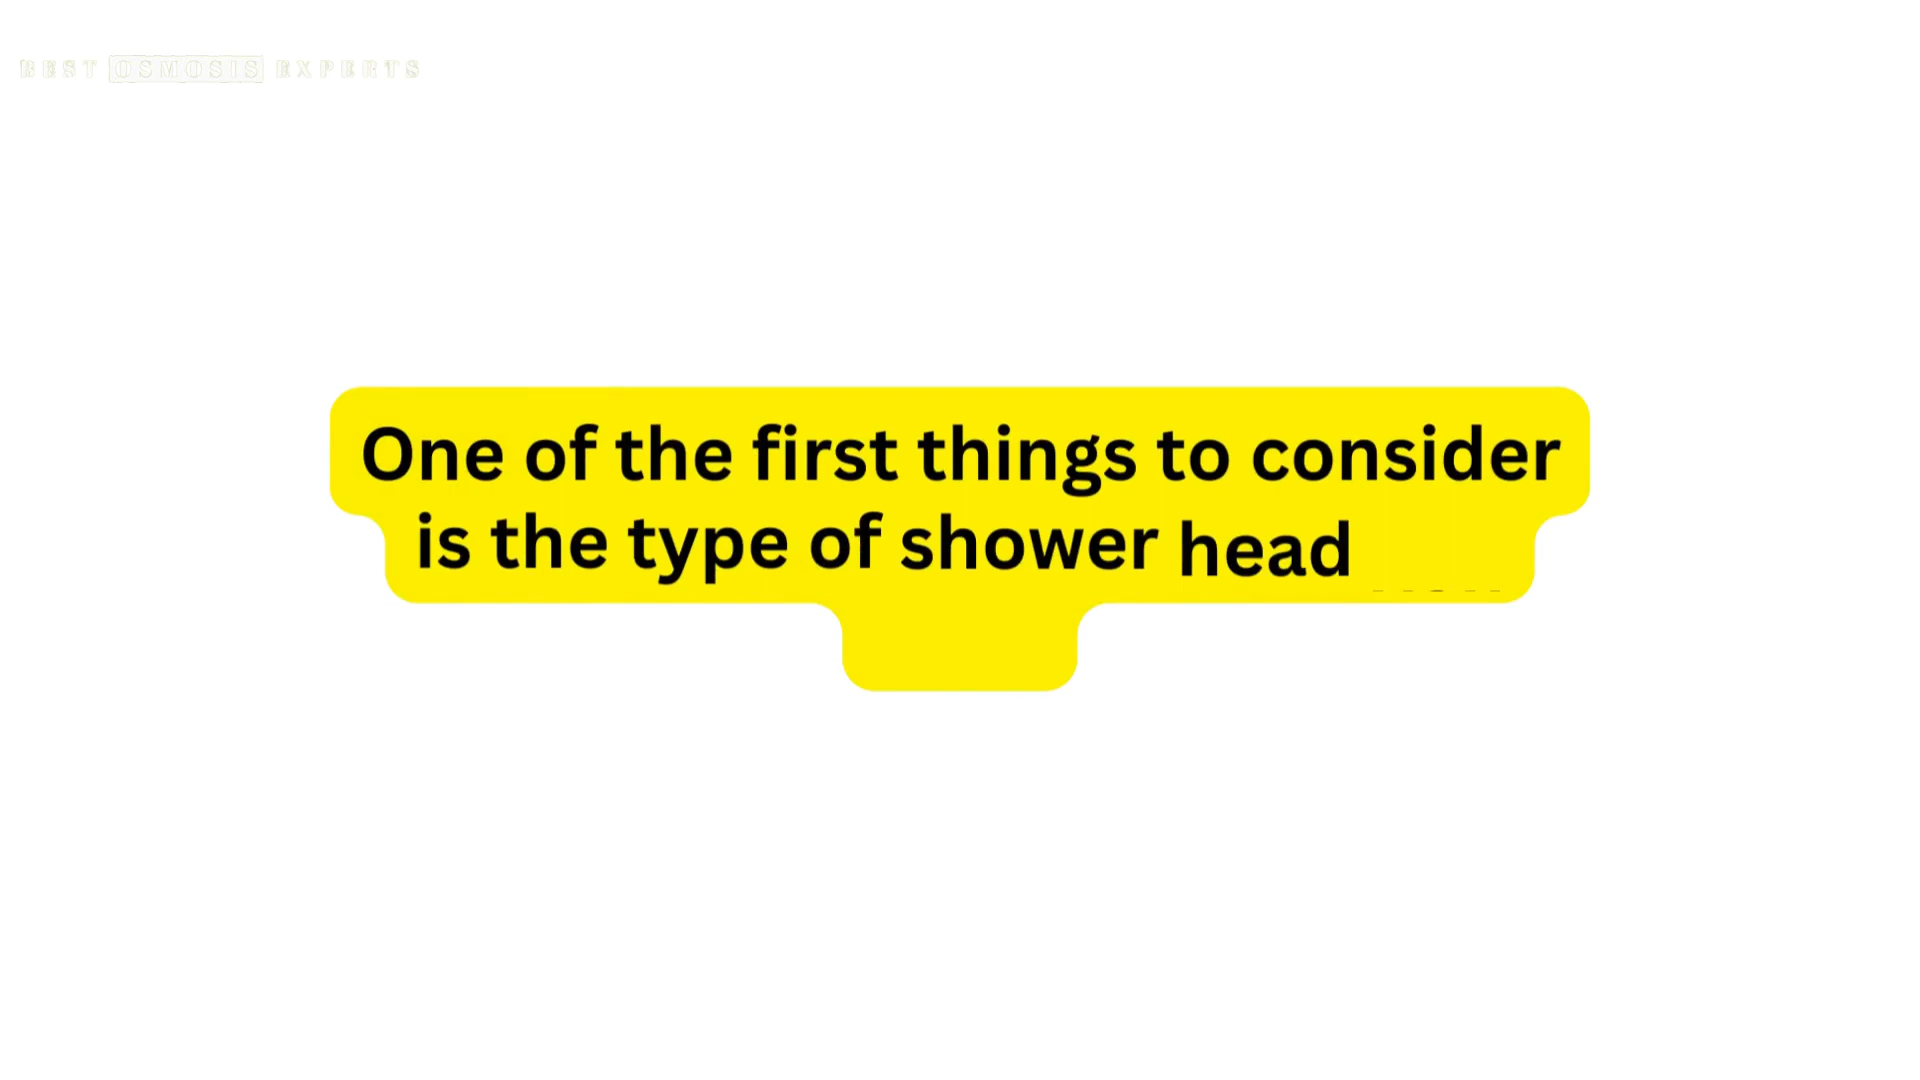 BEST OSMOSIS EXPERTS
One of the first things to consider
is the type of shower head